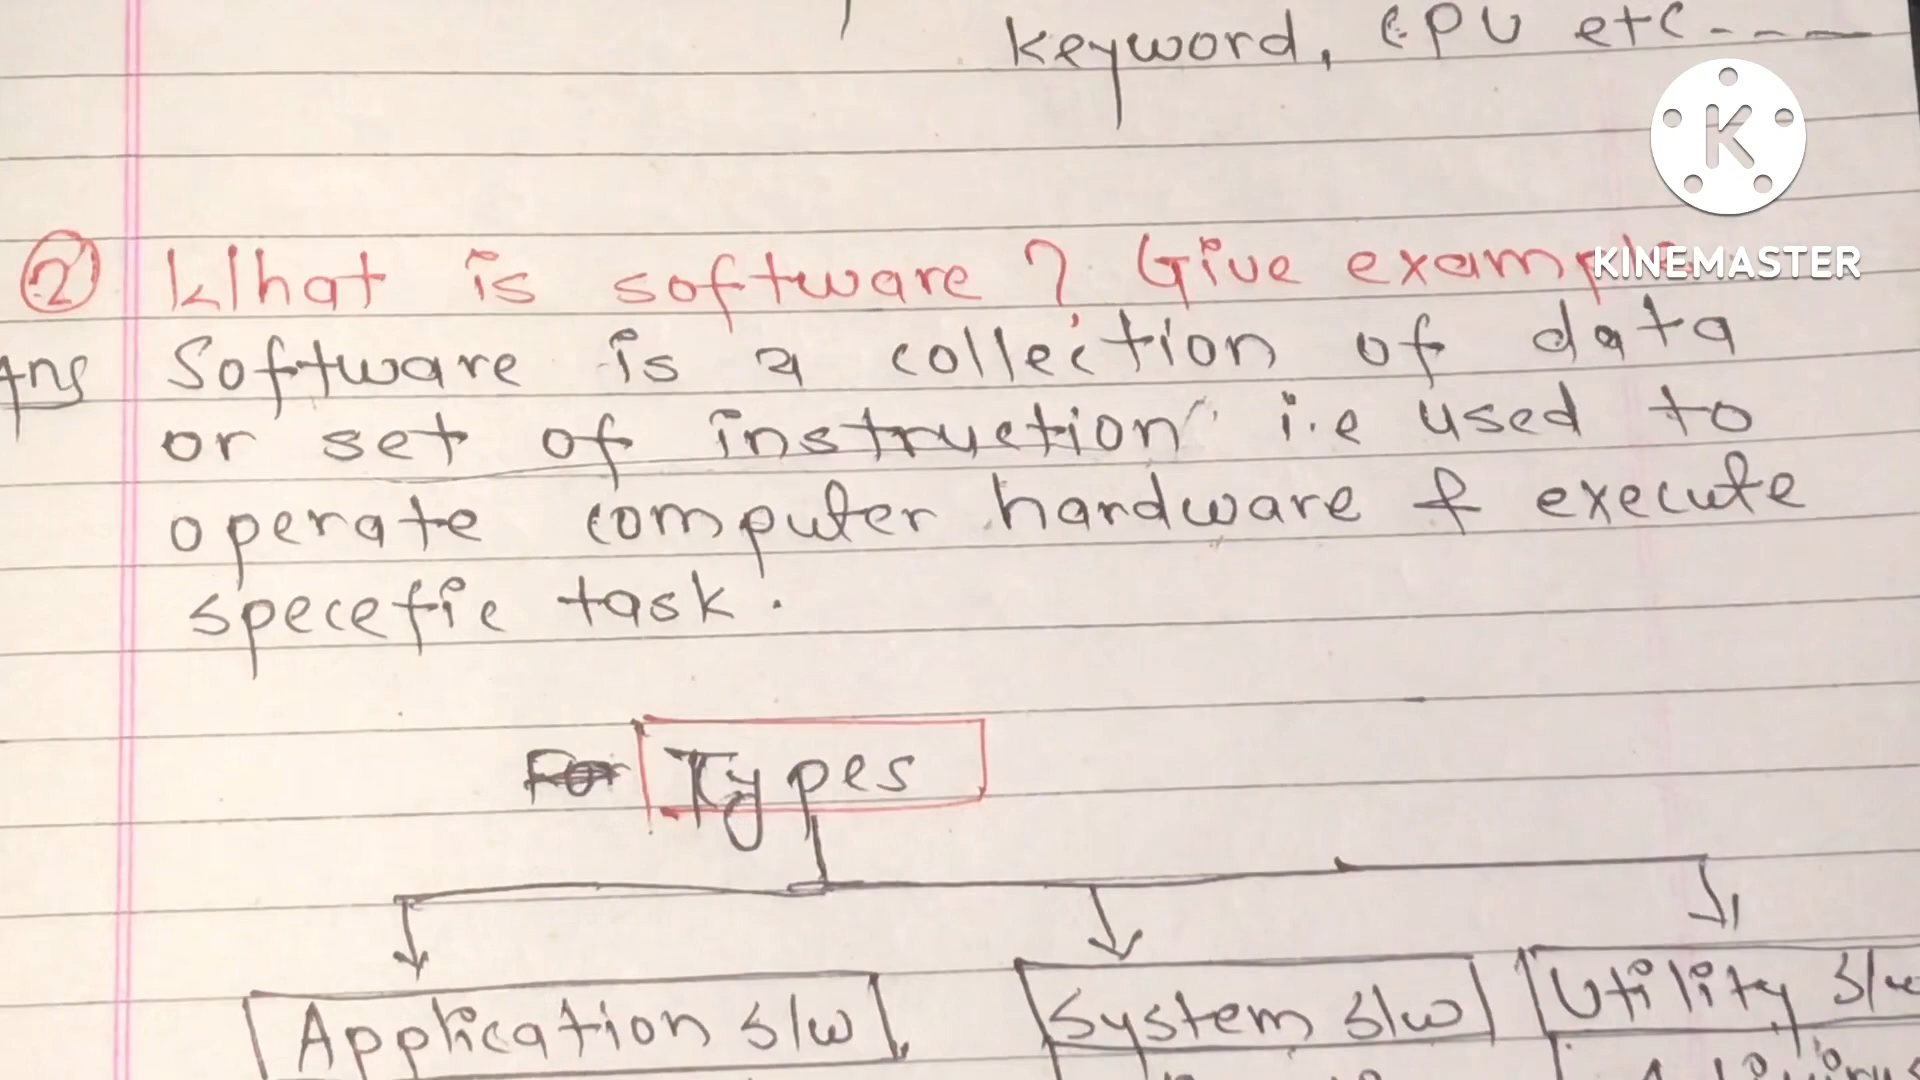 keyword, CPU etc----
K
KINEMASTER
② What is software? Give example
Ans Software is a collection of data
or set of instruction i.e used to
operate computer hardware & execute
specefic task.
For Types
Application s/w System s/w Utility s/w